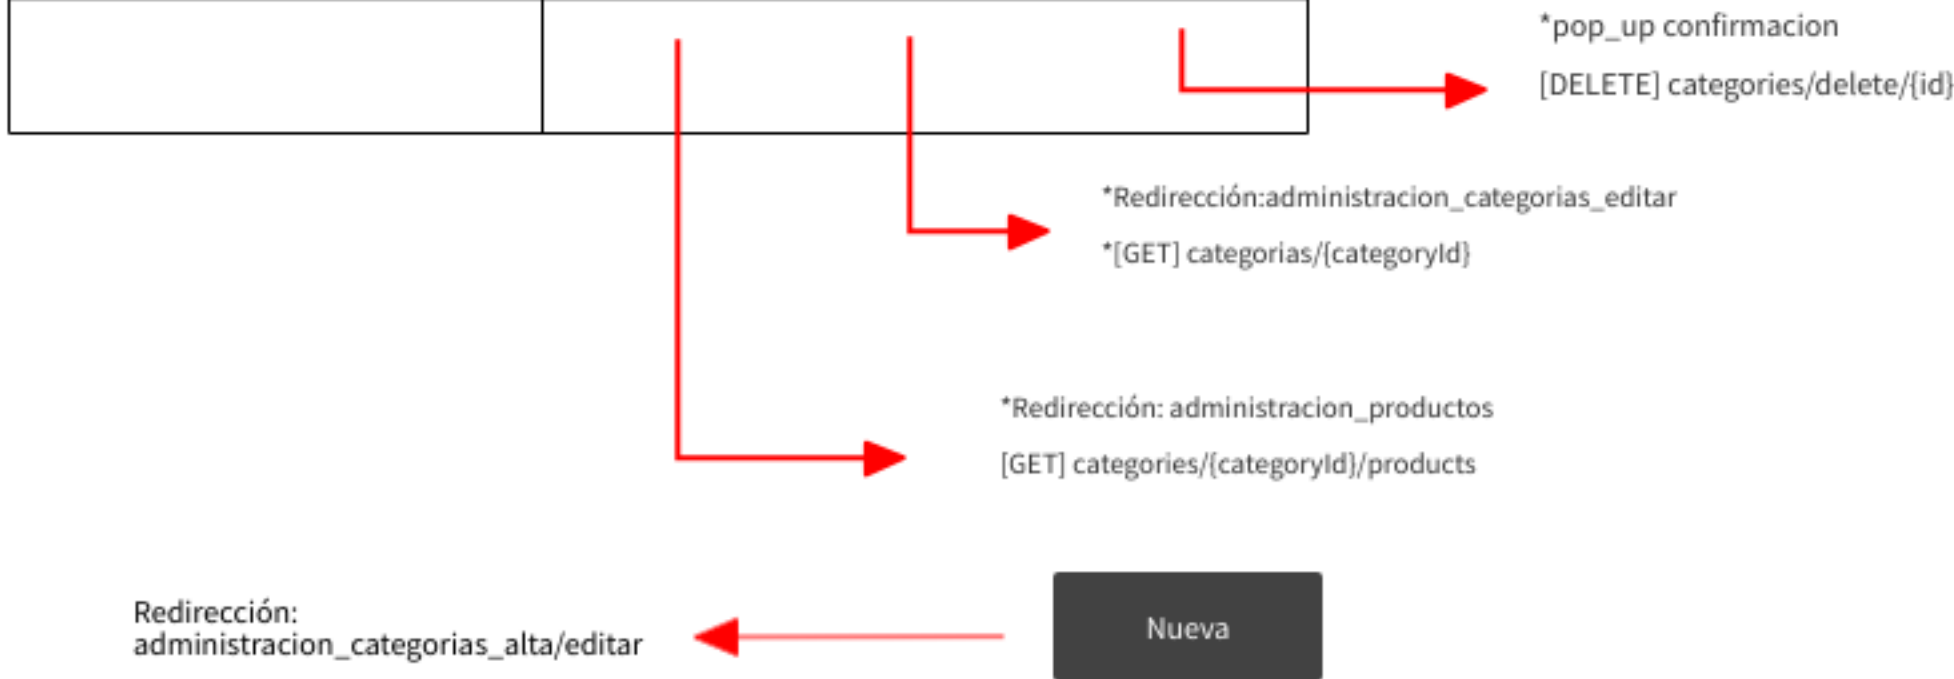 *pop_up confirmacion
[DELETE] categories/delete/{id}
*Redirección:administracion_categorias_editar
*[GET] categorias/{categoryId}
*Redirección: administracion_productos
[GET] categories/{categoryId}/products
Redirección:
administracion_categorias_alta/editar
Nueva